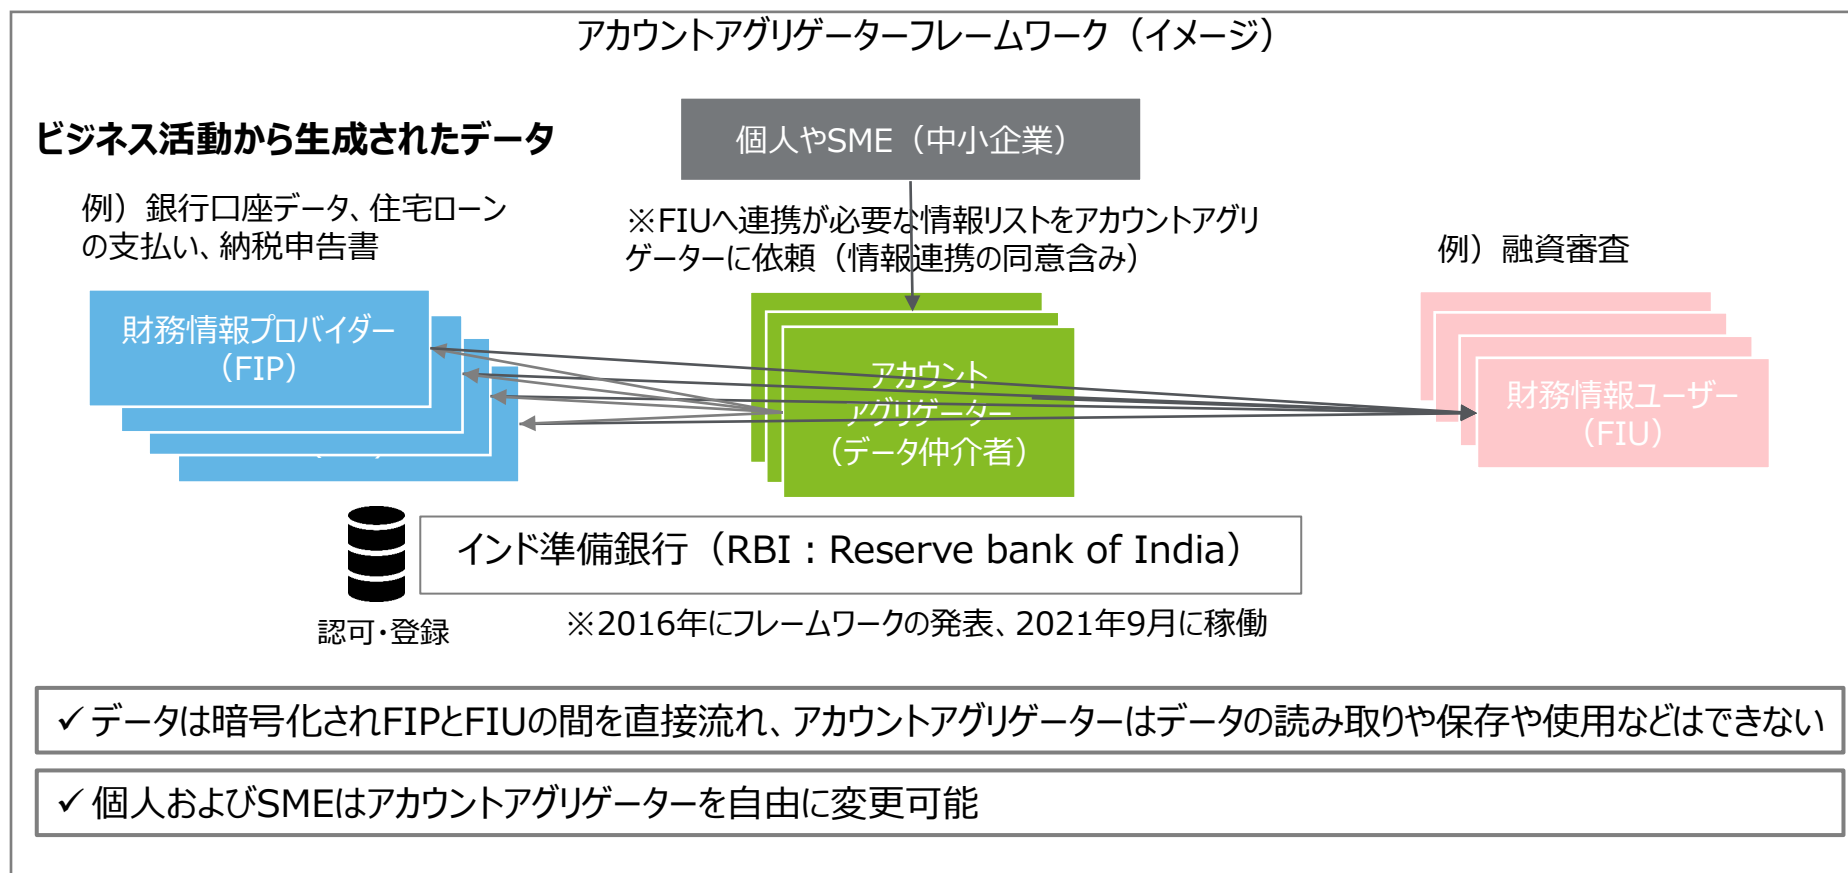 アカウントアグリゲーターフレームワーク（イメージ）
ビジネス活動から生成されたデータ
例）銀行口座データ、住宅ローン
の支払い、納税申告書
個人やSME（中小企業）
※FIUへ連携が必要な情報リストをアカウントアグリ
ゲーターに依頼（情報連携の同意含み）
例）融資審査
財務情報プロバイダー
（FIP）
アカウント
アグリゲーター
（データ仲介者）
財務情報ユーザー
（FIU）
インド準備銀行（RBI：Reserve bank of India）
認可・登録
※2016年にフレームワークの発表、2021年9月に稼働
✓データは暗号化されFIPとFIUの間を直接流れ、アカウントアグリゲーターはデータの読み取りや保存や使用などはできない
✓個人およびSMEはアカウントアグリゲーターを自由に変更可能